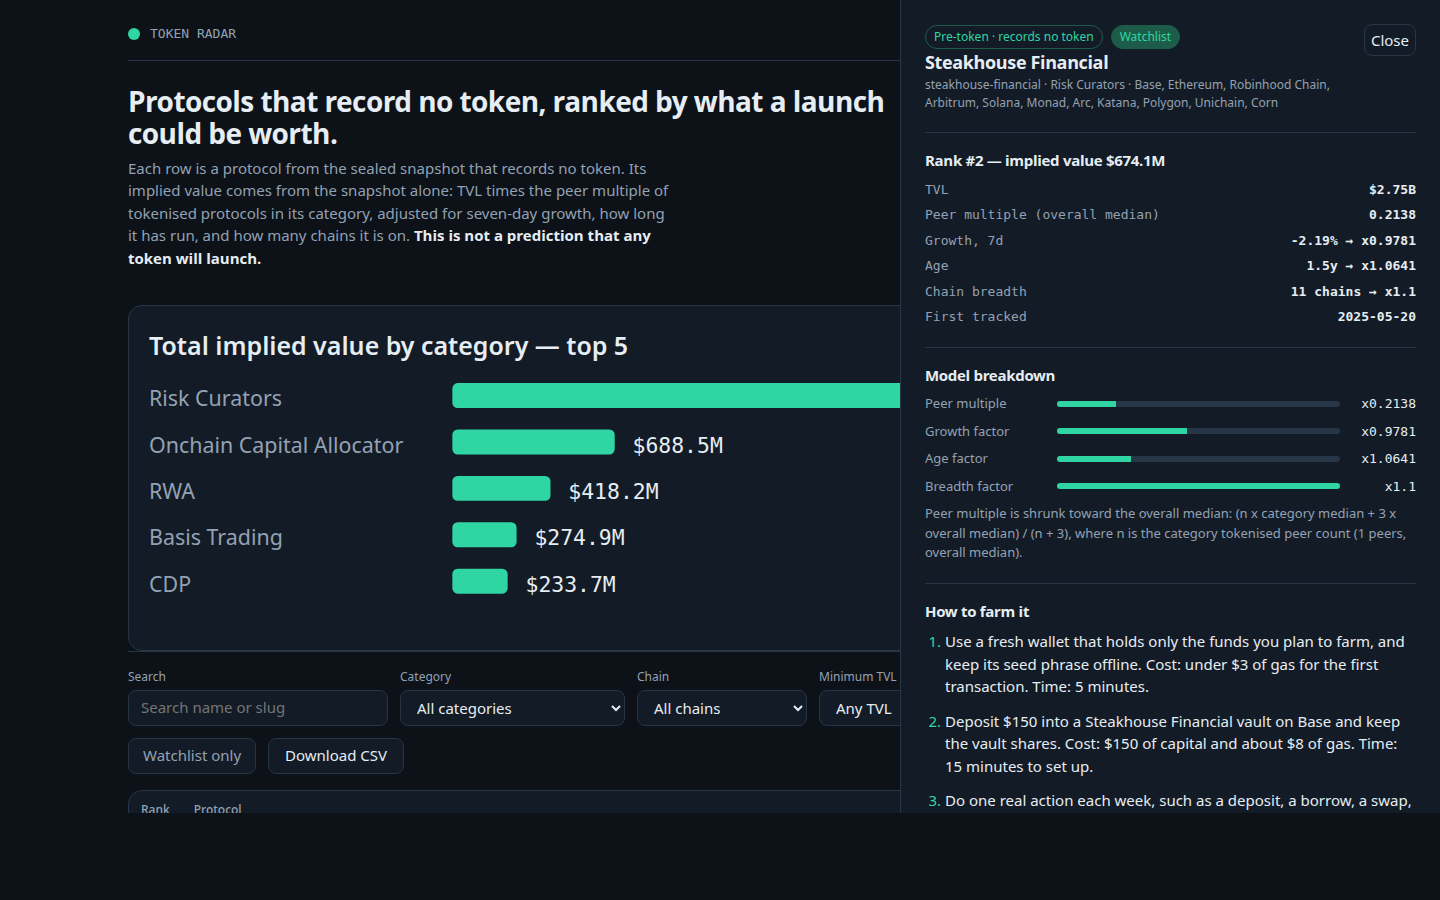 TOKEN RADAR
Protocols that record no token, ranked by what a launch
could be worth.
Each row is a protocol from the sealed snapshot that records no token. Its
implied value comes from the snapshot alone: TVL times the peer multiple of
tokenised protocols in its category, adjusted for seven-day growth, how long
it has run, and how many chains it is on. This is not a prediction that any
token will launch.
Total implied value by category — top 5
Risk Curators
Onchain Capital Allocator $688.5M
RWA $418.2M
Basis Trading $274.9M
CDP $233.7M
Search Category Chain Minimum TVL
Search name or slug All categories All chains Any TVL
Watchlist only Download CSV
Rank Protocol
Pre-token · records no token Watchlist Close
Steakhouse Financial
steakhouse-financial · Risk Curators · Base, Ethereum, Robinhood Chain,
Arbitrum, Solana, Monad, Arc, Katana, Polygon, Unichain, Corn
Rank #2 — implied value $674.1M
TVL $2.75B
Peer multiple (overall median) 0.2138
Growth, 7d -2.19% → x0.9781
Age 1.5y → x1.0641
Chain breadth 11 chains → x1.1
First tracked 2025-05-20
Model breakdown
Peer multiple x0.2138
Growth factor x0.9781
Age factor x1.0641
Breadth factor x1.1
Peer multiple is shrunk toward the overall median: (n x category median + 3 x
overall median) / (n + 3), where n is the category tokenised peer count (1 peers,
overall median).
How to farm it
1. Use a fresh wallet that holds only the funds you plan to farm, and
keep its seed phrase offline. Cost: under $3 of gas for the first
transaction. Time: 5 minutes.
2. Deposit $150 into a Steakhouse Financial vault on Base and keep
the vault shares. Cost: $150 of capital and about $8 of gas. Time:
15 minutes to set up.
3. Do one real action each week, such as a deposit, a borrow, a swap,